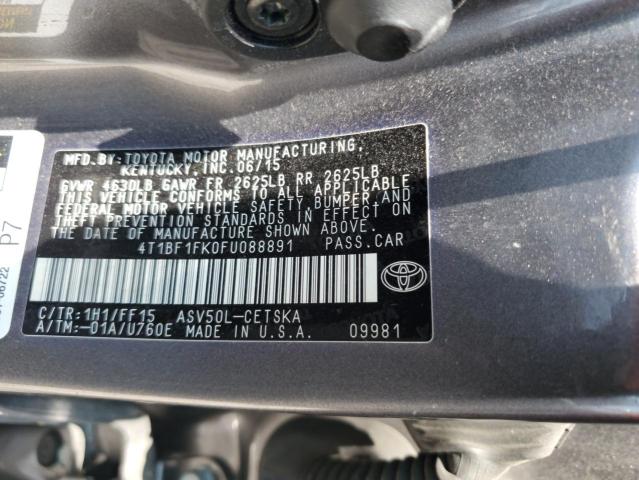 MFD.BY:TOYOTA MOTOR MANUFACTURING,
KENTUCKY, INC. 06/15
GVWR 4630LB GAWR FR 2625LB RR 2625LB
THIS VEHICLE CONFORMS TO ALL APPLICABLE
FEDERAL MOTOR VEHICLE SAFETY, BUMPER, AND
THEFT PREVENTION STANDARDS IN EFFECT ON
THE DATE OF MANUFACTURE SHOWN ABOVE.
4T1BF1FK0FU088891 PASS.CAR
C/TR:1H1/FF15 ASV50L-CETSKA
A/TM:-01A/U760E MADE IN U.S.A. 09981
P7
06722